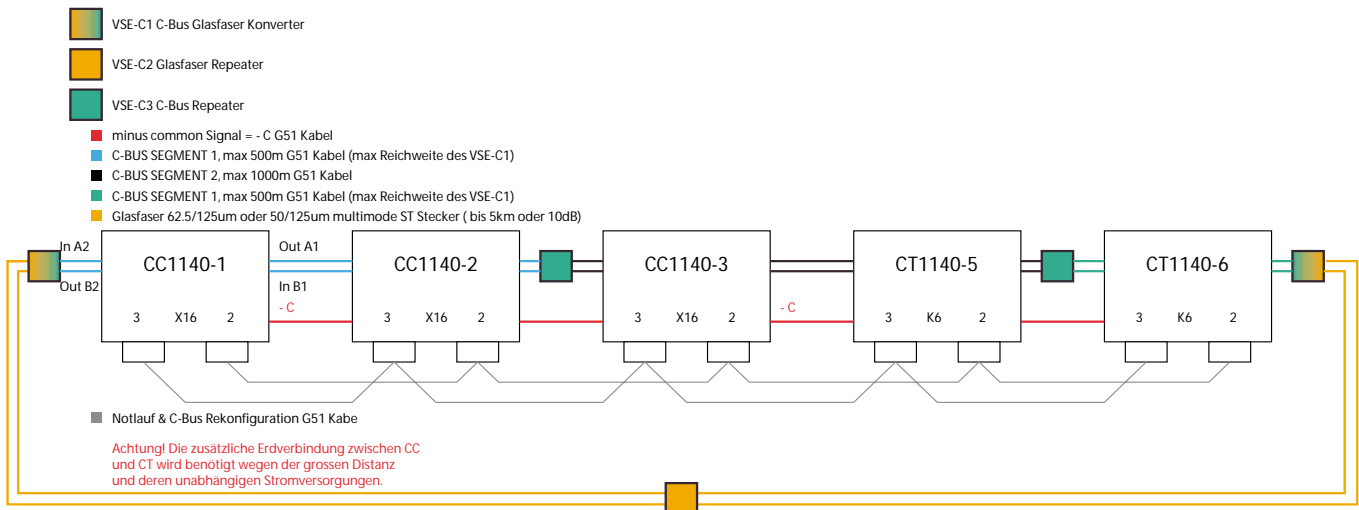 VSE-C1 C-Bus Glasfaser Konverter
VSE-C2 Glasfaser Repeater
VSE-C3 C-Bus Repeater
minus common Signal = - C G51 Kabel
C-BUS SEGMENT 1, max 500m G51 Kabel (max Reichweite des VSE-C1)
C-BUS SEGMENT 2, max 1000m G51 Kabel
C-BUS SEGMENT 1, max 500m G51 Kabel (max Reichweite des VSE-C1)
Glasfaser 62.5/125um oder 50/125um multimode ST Stecker ( bis 5km oder 10dB)
In A2
Out B2
CC1140-1
3 X16 2
Out A1
In B1
- C
CC1140-2
3 X16 2
CC1140-3
3 X16 2
- C
CT1140-5
3 K6 2
CT1140-6
3 K6 2
Notlauf & C-Bus Rekonfiguration G51 Kabe
Achtung! Die zusätzliche Erdverbindung zwischen CC
und CT wird benötigt wegen der grossen Distanz
und deren unabhängigen Stromversorgungen.